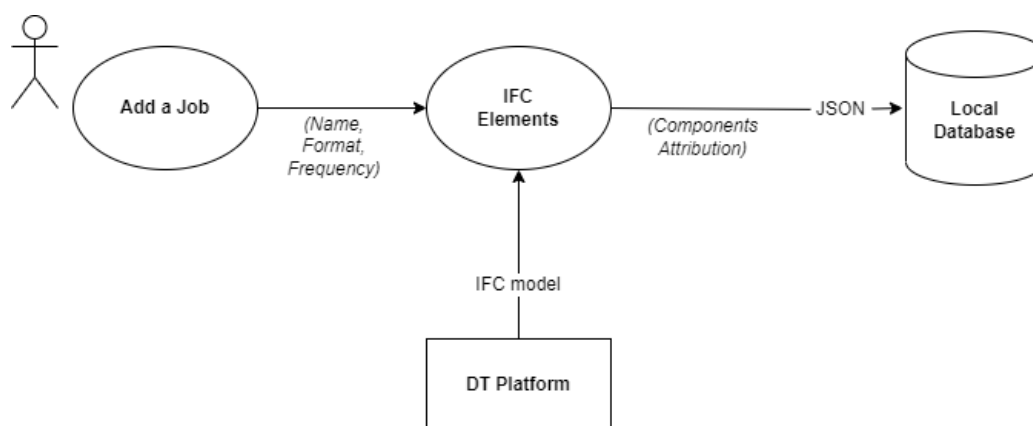 Add a Job
(Name,
Format,
Frequency)
IFC
Elements
(Components
Attribution)
JSON
Local
Database
IFC model
DT Platform